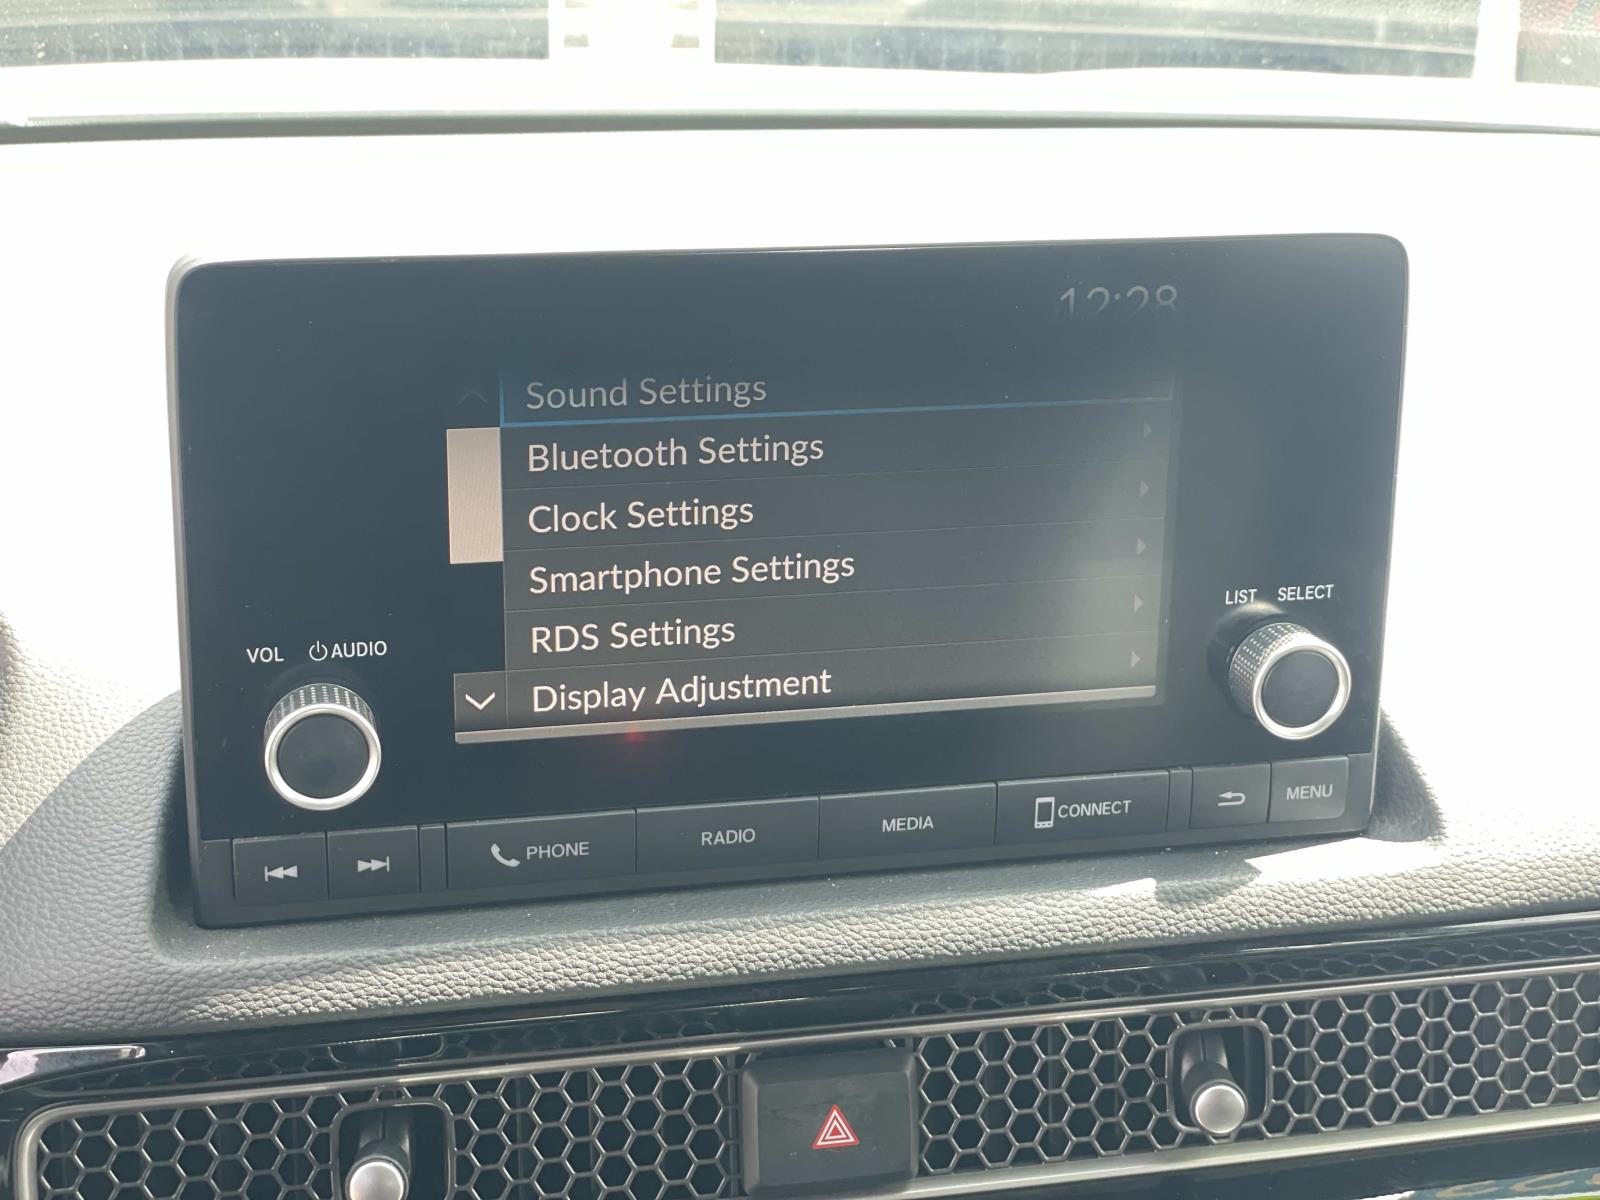 12:28
Sound Settings
Bluetooth Settings
Clock Settings
Smartphone Settings
RDS Settings
Display Adjustment
VOL AUDIO
LIST SELECT
PHONE
RADIO
MEDIA
CONNECT
MENU